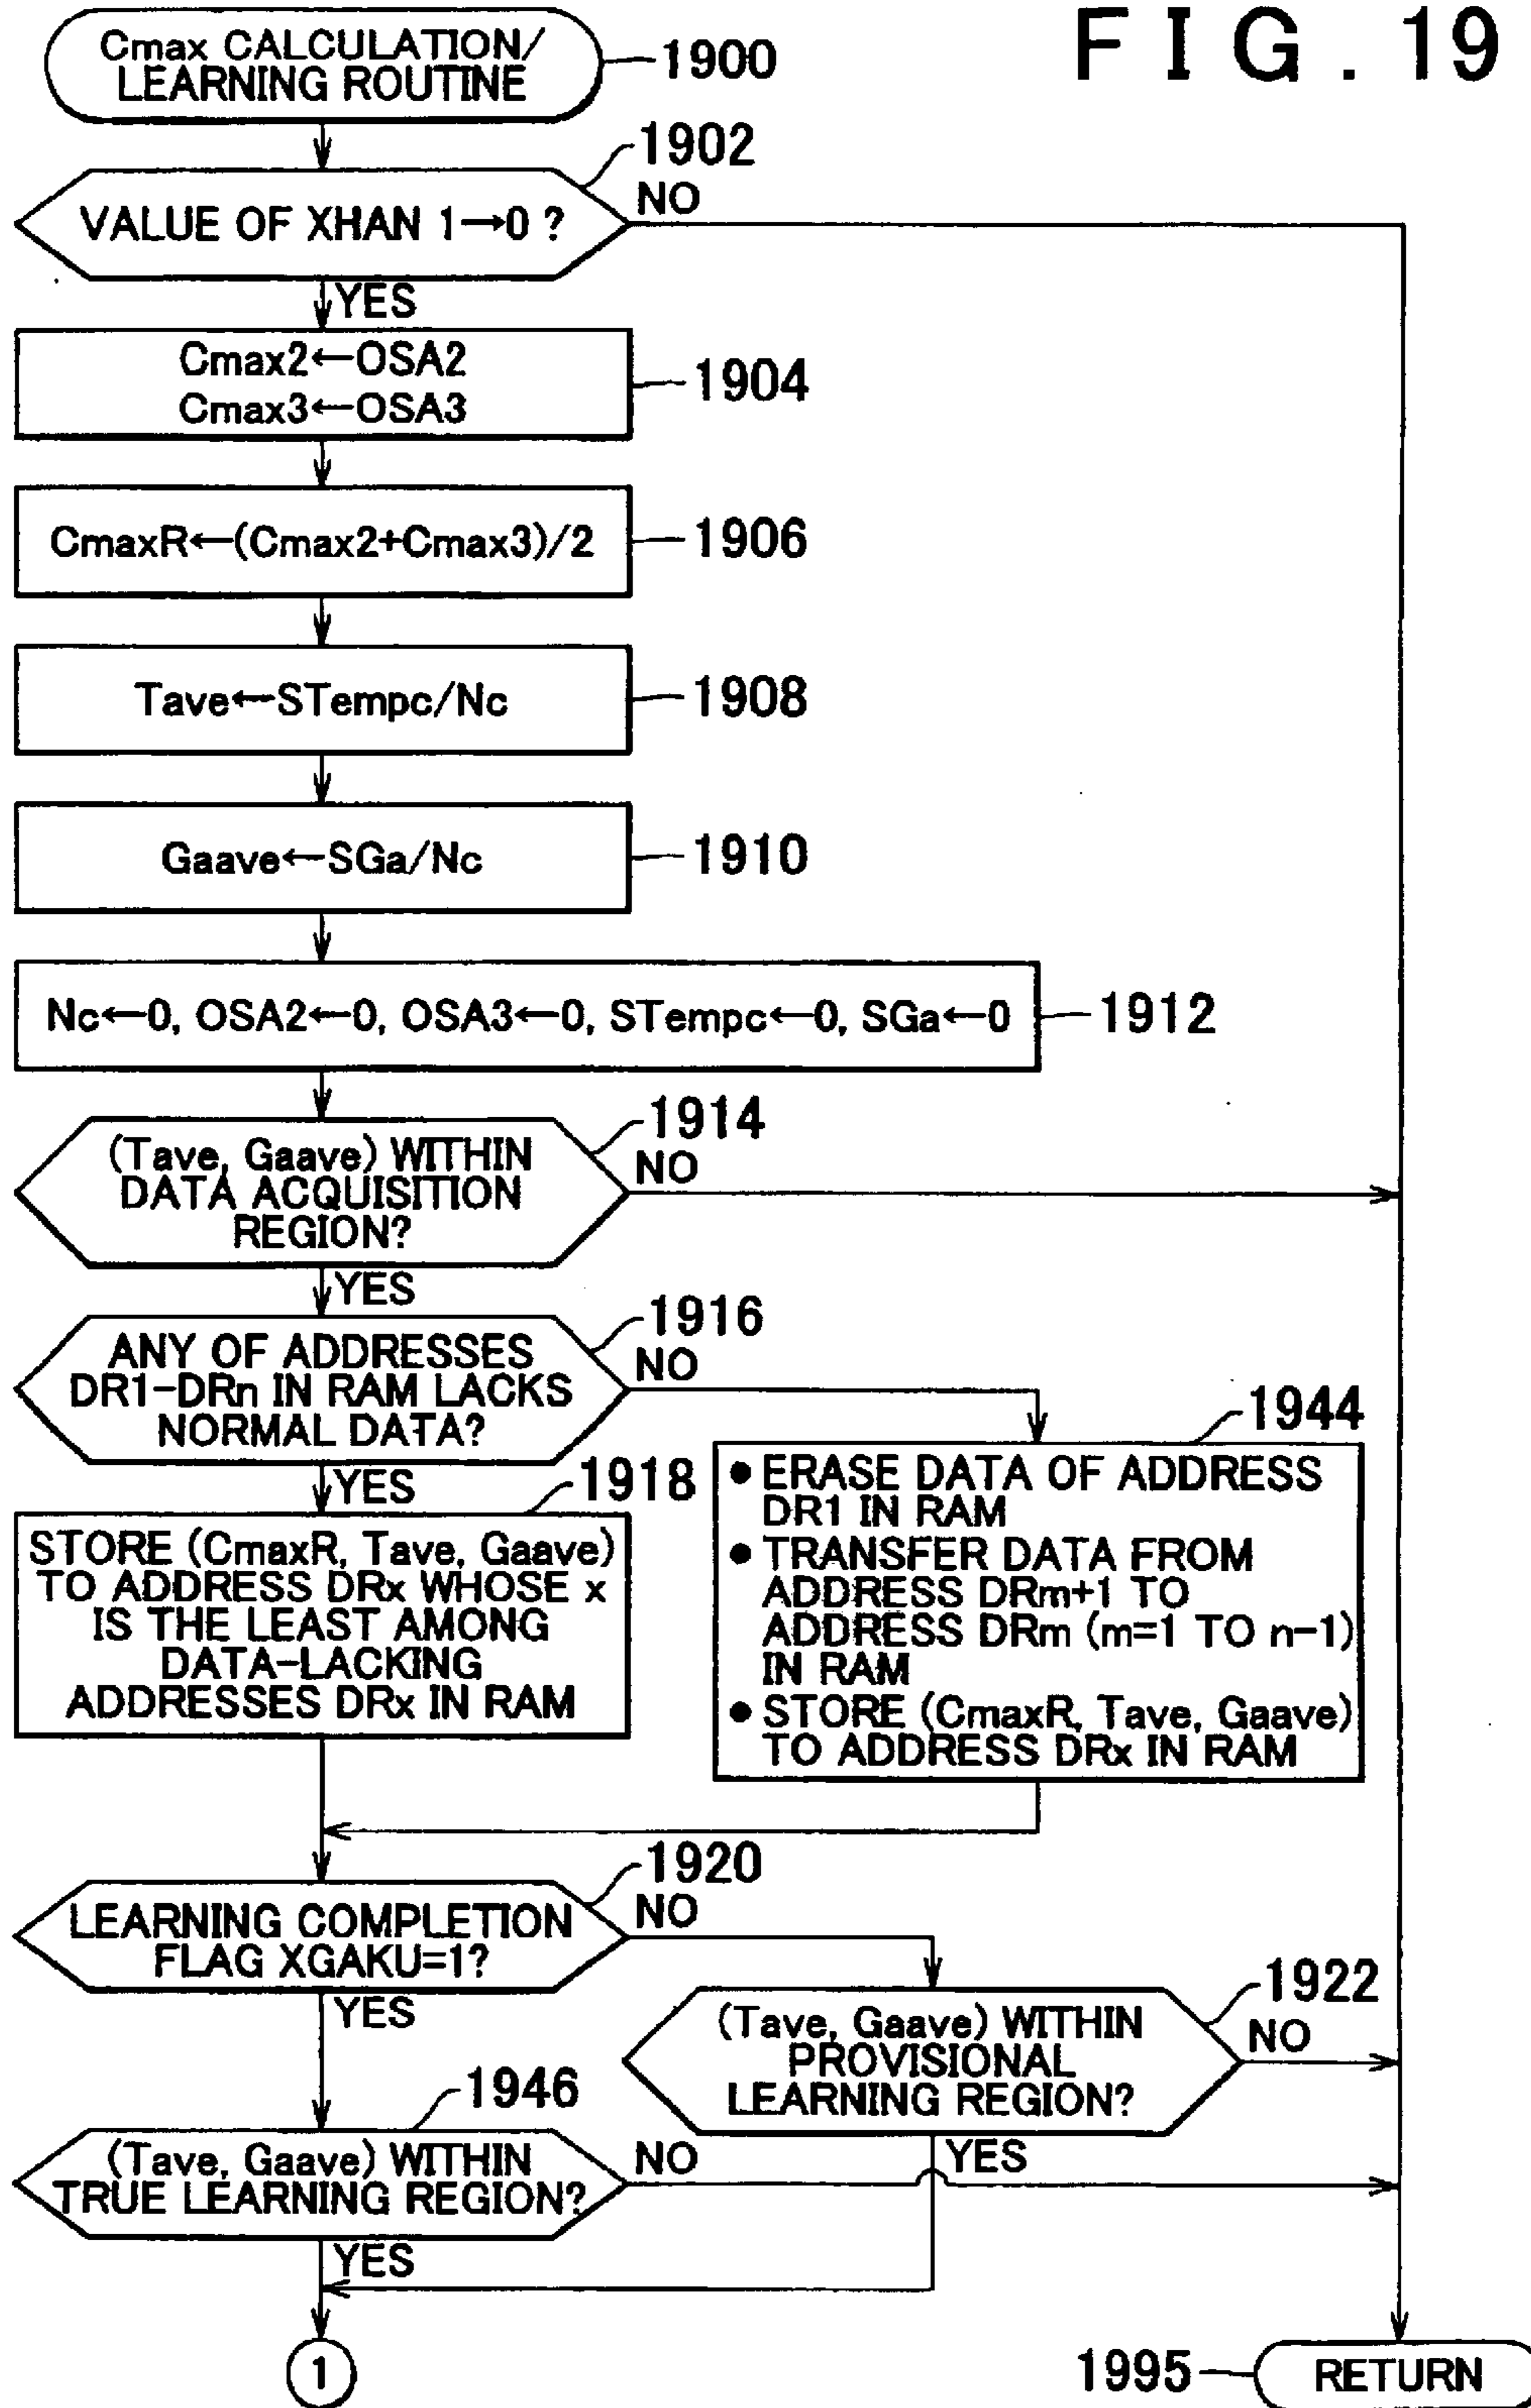 FIG. 19
Cmax CALCULATION/
LEARNING ROUTINE
1900
1902
VALUE OF XHAN 1→0 ?
NO
YES
Cmax2←OSA2
Cmax3←OSA3
1904
CmaxR←(Cmax2+Cmax3)/2
1906
Tave←STempc/Nc
1908
Gaave←SGa/Nc
1910
Nc←0, OSA2←0, OSA3←0, STempc←0, SGa←0
1912
1914
(Tave, Gaave) WITHIN
DATA ACQUISITION
REGION?
NO
YES
1916
ANY OF ADDRESSES
DR1-DRn IN RAM LACKS
NORMAL DATA?
NO
YES
1918
STORE (CmaxR, Tave, Gaave)
TO ADDRESS DRx WHOSE x
IS THE LEAST AMONG
DATA-LACKING
ADDRESSES DRx IN RAM
1944
● ERASE DATA OF ADDRESS
DR1 IN RAM
● TRANSFER DATA FROM
ADDRESS DRm+1 TO
ADDRESS DRm (m=1 TO n-1)
IN RAM
● STORE (CmaxR, Tave, Gaave)
TO ADDRESS DRx IN RAM
1920
LEARNING COMPLETION
FLAG XGAKU=1?
NO
YES
1922
(Tave, Gaave) WITHIN
PROVISIONAL
LEARNING REGION?
NO
YES
1946
(Tave, Gaave) WITHIN
TRUE LEARNING REGION?
NO
YES
1
1995
RETURN